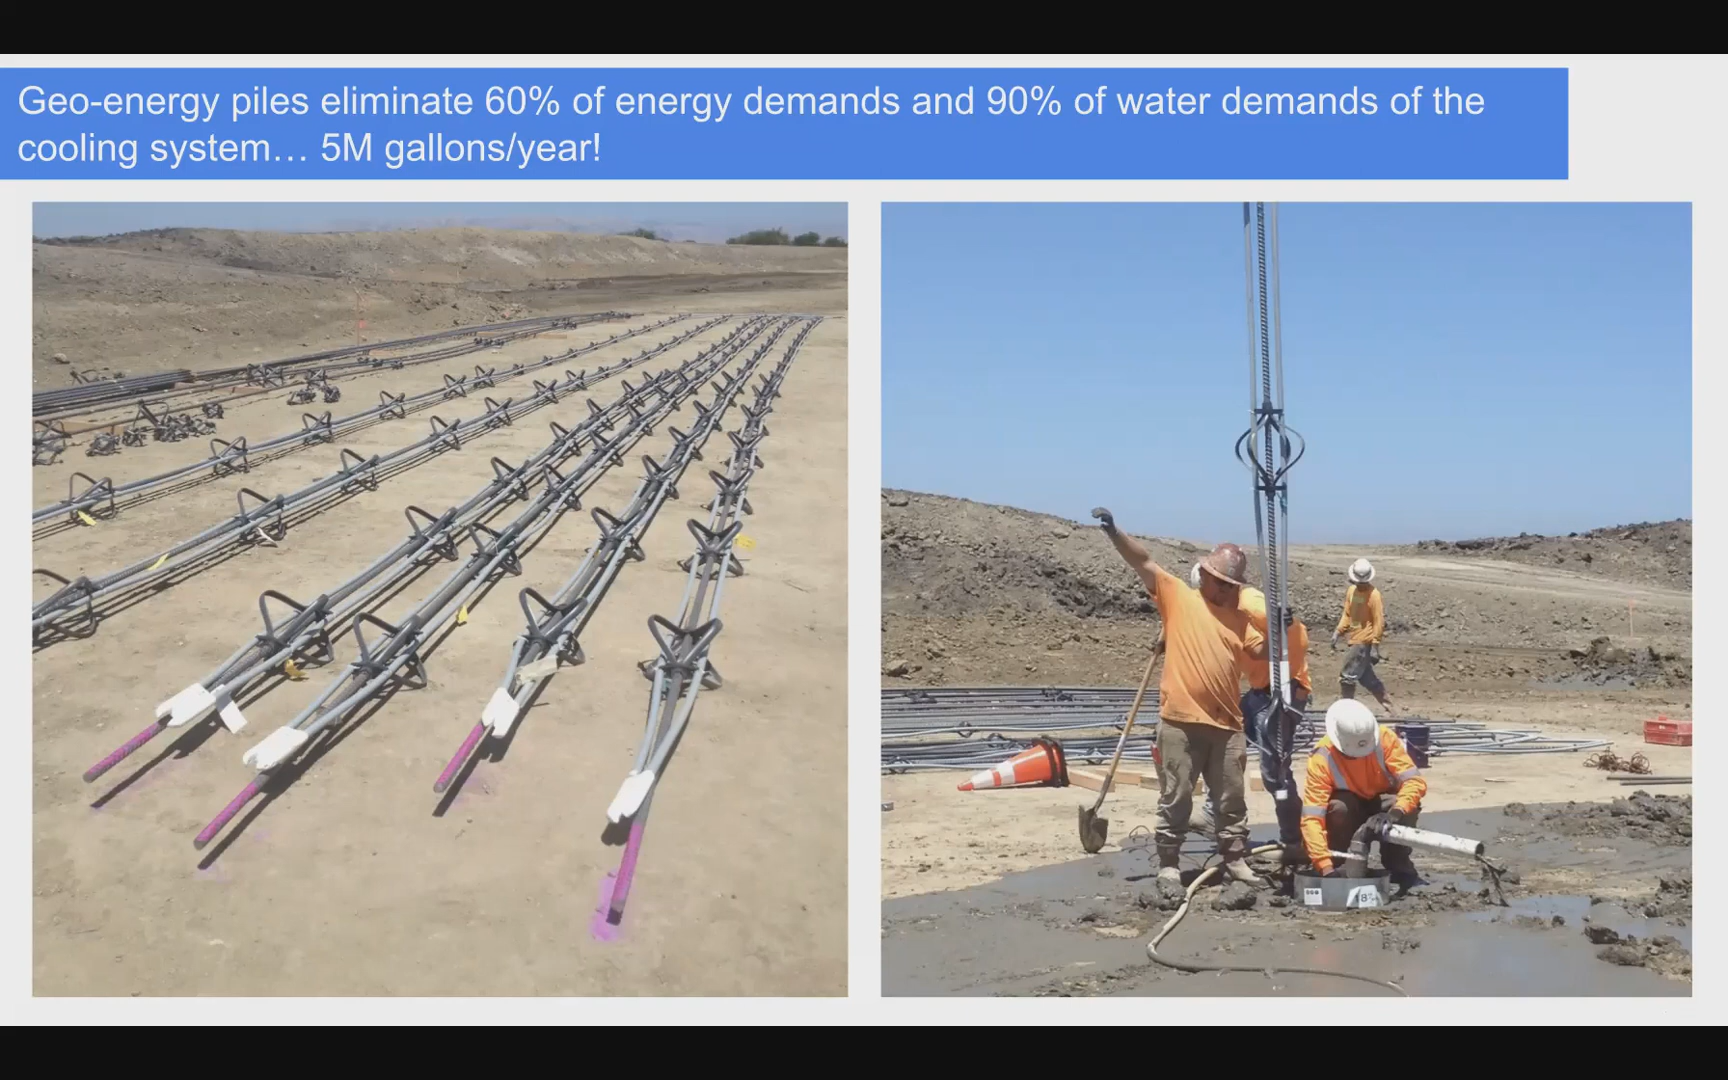 Geo-energy piles eliminate 60% of energy demands and 90% of water demands of the
cooling system… 5M gallons/year!
18"